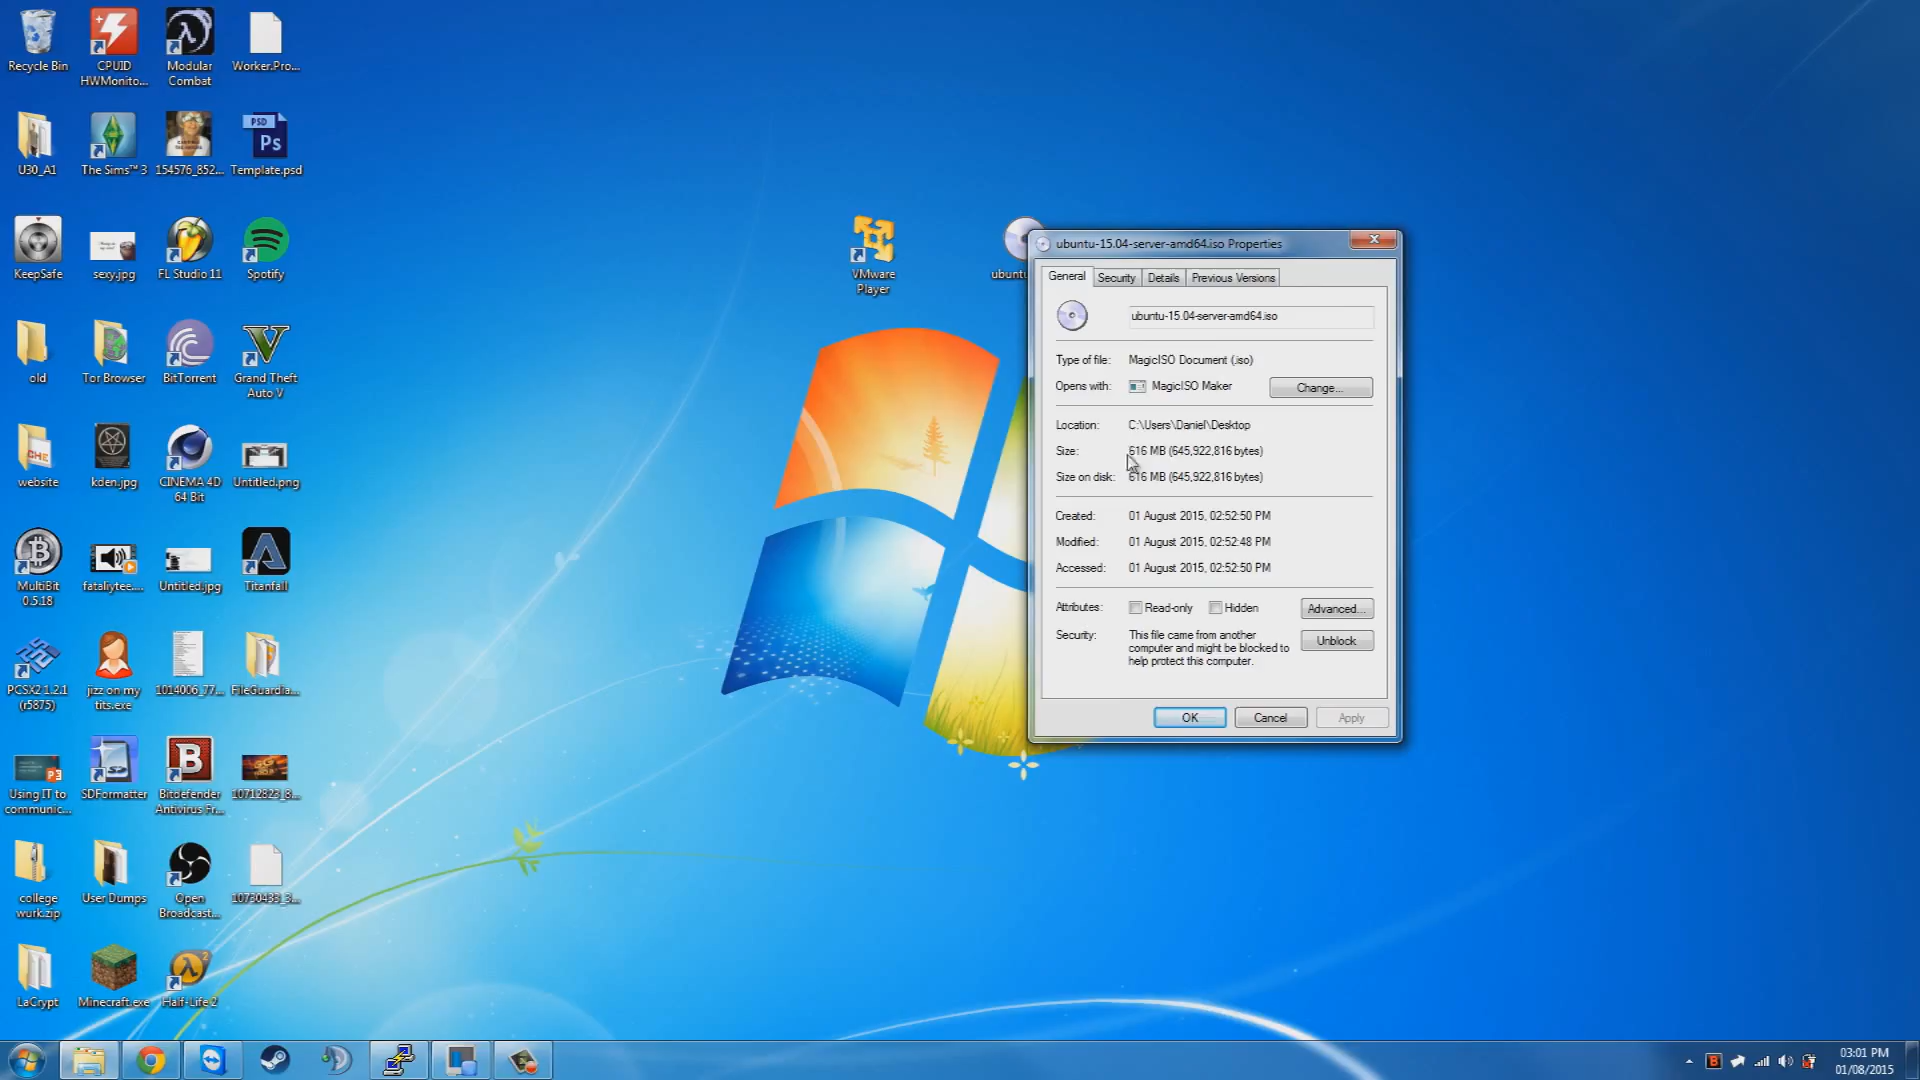 Recycle Bin
CPUID
HWMonito...
Modular
Combat
Worker.Pro...
U30_A1
The Sims™ 3
154576_852...
PSD
Ps
Template.psd
KeepSafe
sexy.jpg
FL Studio 11
Spotify
old
Tor Browser
BitTorrent
Grand Theft
Auto V
CHE
website
kden.jpg
CINEMA 4D
64 Bit
Untitled.png
MultiBit
0.5.18
fataliytee....
Untitled.jpg
Titanfall
PCSX2 1.2.1
(r5875)
jizz on my
tits.exe
1014006_77...
FileGuardia...
Using IT to
communic...
SDFormatter
Bitdefender
Antivirus Fr...
10712823_8...
college
wurk.zip
User Dumps
Open
Broadcast...
10730433_3...
LaCrypt
Minecraft.exe
Half-Life 2
VMware
Player
ubuntu
ubuntu-15.04-server-amd64.iso Properties
General
Security
Details
Previous Versions
ubuntu-15.04-server-amd64.iso
Type of file: MagicISO Document (.iso)
Opens with: MagicISO Maker
Change...
Location: C:\Users\Daniel\Desktop
Size: 616 MB (645,922,816 bytes)
Size on disk: 616 MB (645,922,816 bytes)
Created: 01 August 2015, 02:52:50 PM
Modified: 01 August 2015, 02:52:48 PM
Accessed: 01 August 2015, 02:52:50 PM
Attributes: Read-only Hidden Advanced...
Security: This file came from another
computer and might be blocked to
help protect this computer.
Unblock
OK
Cancel
Apply
03:01 PM
01/08/2015